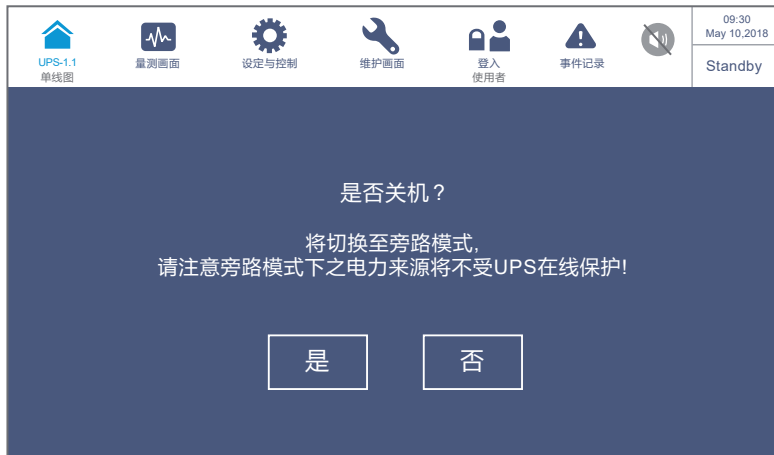 UPS-1.1
单线图
量测画面
设定与控制
维护画面
登入
使用者
事件记录
09:30
May 10,2018
Standby
是否关机？
将切换至旁路模式,
请注意旁路模式下之电力来源将不受UPS在线保护!
是
否